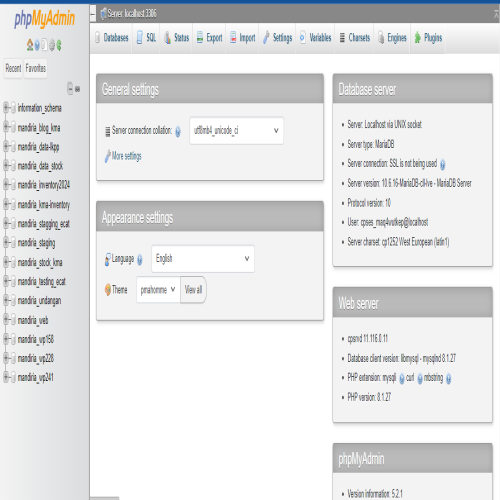 phpMyAdmin
Recent Favorites
information_schema
mandiria_blog_kma
mandiria_data-lkpp
mandiria_data_stock
mandiria_inventory2024
mandiria_kma-inventory
mandiria_stagging_ecat
mandiria_staging
mandiria_stock_kma
mandiria_testing_ecat
mandiria_undangan
mandiria_web
mandiria_wp158
mandiria_wp228
mandiria_wp241
Server: localhost:3306
Databases SQL Status Export Import Settings Variables Charsets Engines Plugins
General settings
Server connection collation: utf8mb4_unicode_ci
More settings
Appearance settings
Language English
Theme pmahomme View all
Database server
Server: Localhost via UNIX socket
Server type: MariaDB
Server connection: SSL is not being used
Server version: 10.6.16-MariaDB-cll-lve - MariaDB Server
Protocol version: 10
User: cpses_maq4wutkep@localhost
Server charset: cp1252 West European (latin1)
Web server
cpsrvd 11.116.0.11
Database client version: libmysql - mysqlnd 8.1.27
PHP extension: mysqli curl mbstring
PHP version: 8.1.27
phpMyAdmin
Version information: 5.2.1